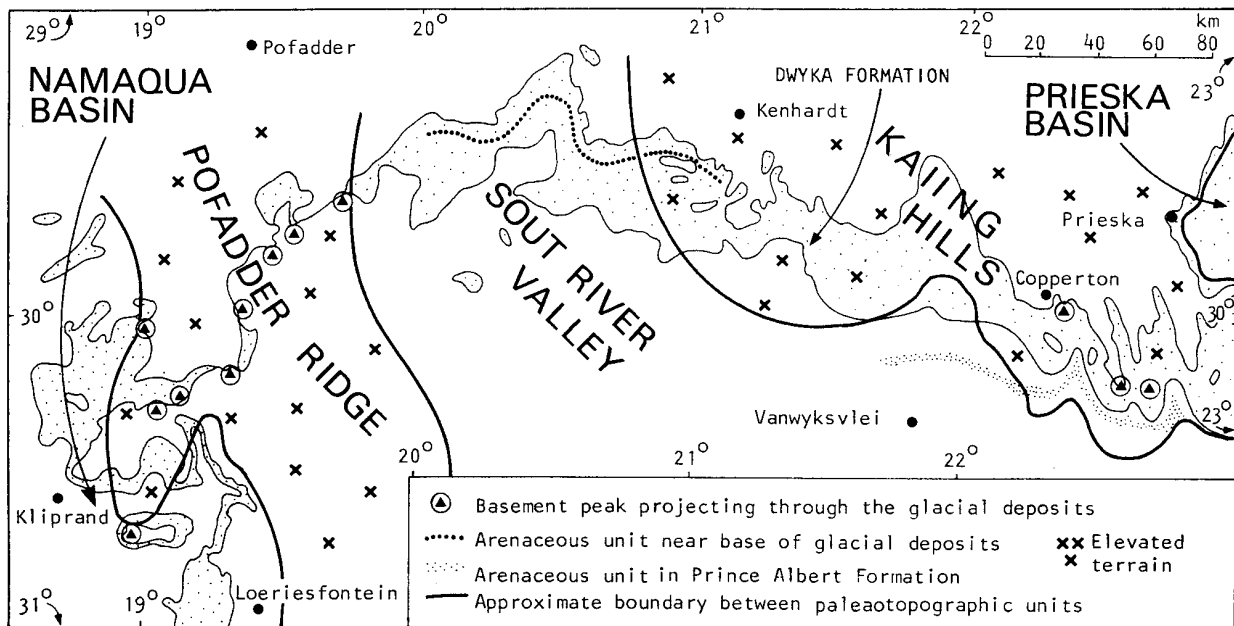 29° 19° 20° 21° 22° km
0 20 40 60 80
Pofadder
NAMAQUA
BASIN
DWYKA FORMATION
23°
PRIESKA
BASIN
Kenhardt
POFADDER
RIDGE
KAIING
HILLS
SOUT RIVER
VALLEY
Prieska
Copperton
30°
30°
Vanwyksvlei
23°
20° 21° 22°
Kliprand
Loeriesfontein
31° 19°
Basement peak projecting through the glacial deposits
Arenaceous unit near base of glacial deposits
Elevated
terrain
Arenaceous unit in Prince Albert Formation
Approximate boundary between paleaotopographic units